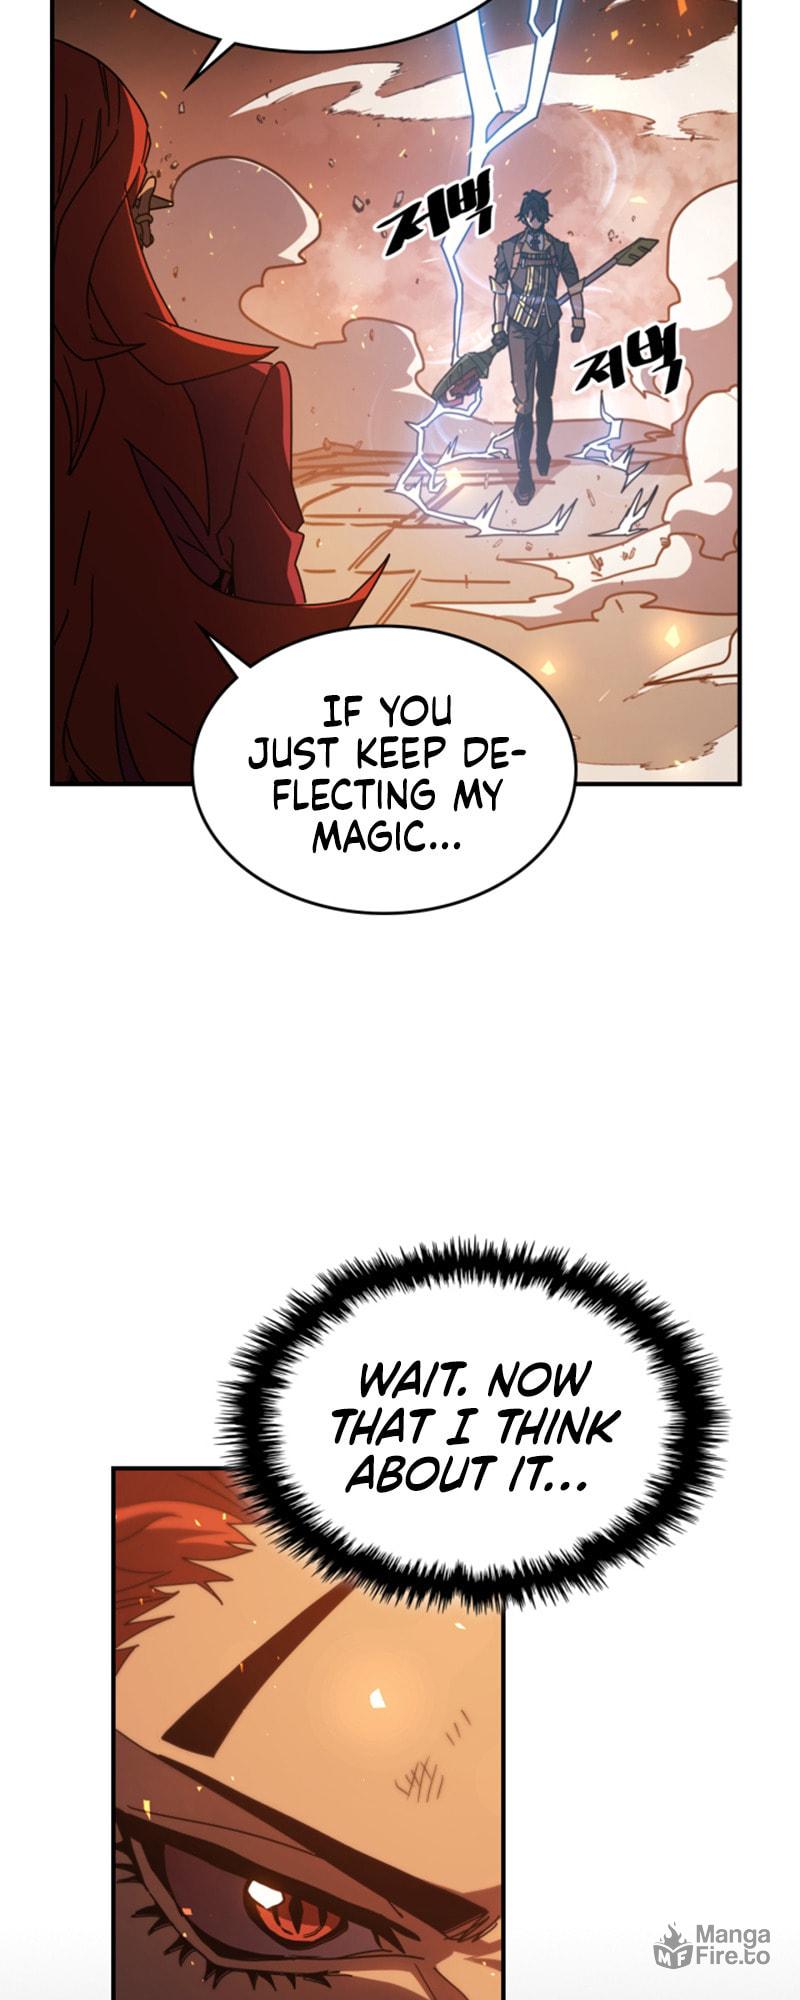 저벅
저벅
IF YOU
JUST KEEP DE-
FLECTING MY
MAGIC...
WAIT. NOW
THAT I THINK
ABOUT IT...
Manga
MF Fire.to